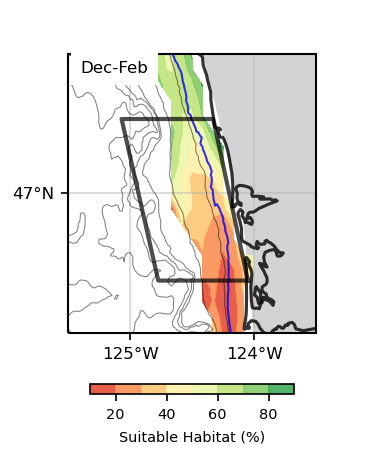 Dec-Feb
47°N
125°W 124°W
20 40 60 80
Suitable Habitat (%)